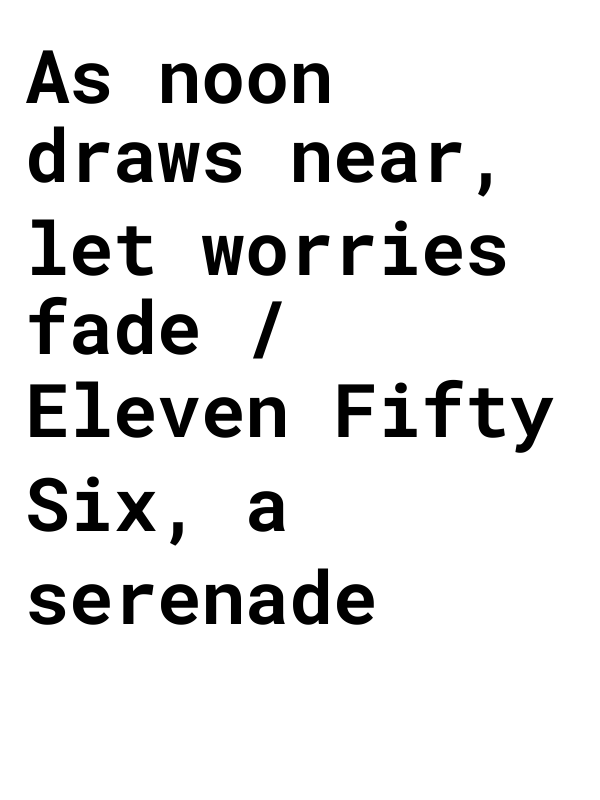 As noon
draws near,
let worries
fade /
Eleven Fifty
Six, a
serenade